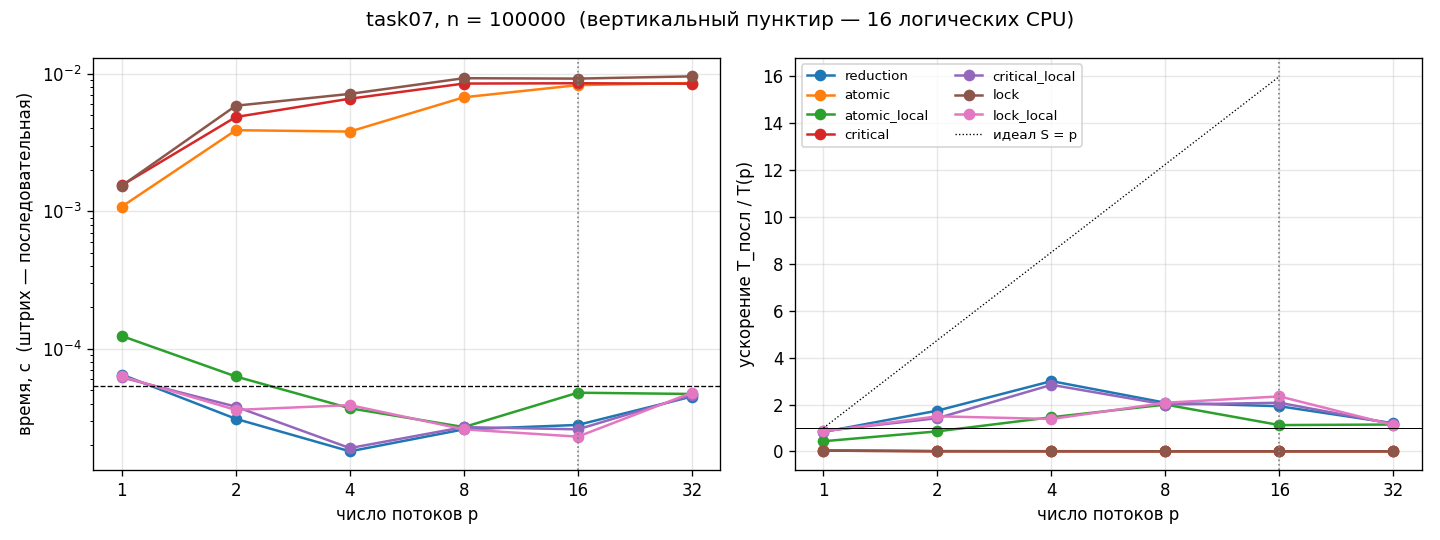 task07, n = 100000  (вертикальный пунктир — 16 логических CPU)
время, с  (штрих — последовательная)
10⁻²
10⁻³
10⁻⁴
1
2
4
8
16
32
число потоков p
ускорение T_посл / T(p)
16
14
12
10
8
6
4
2
0
reduction
atomic
atomic_local
critical
critical_local
lock
lock_local
идеал S = p
1
2
4
8
16
32
число потоков p